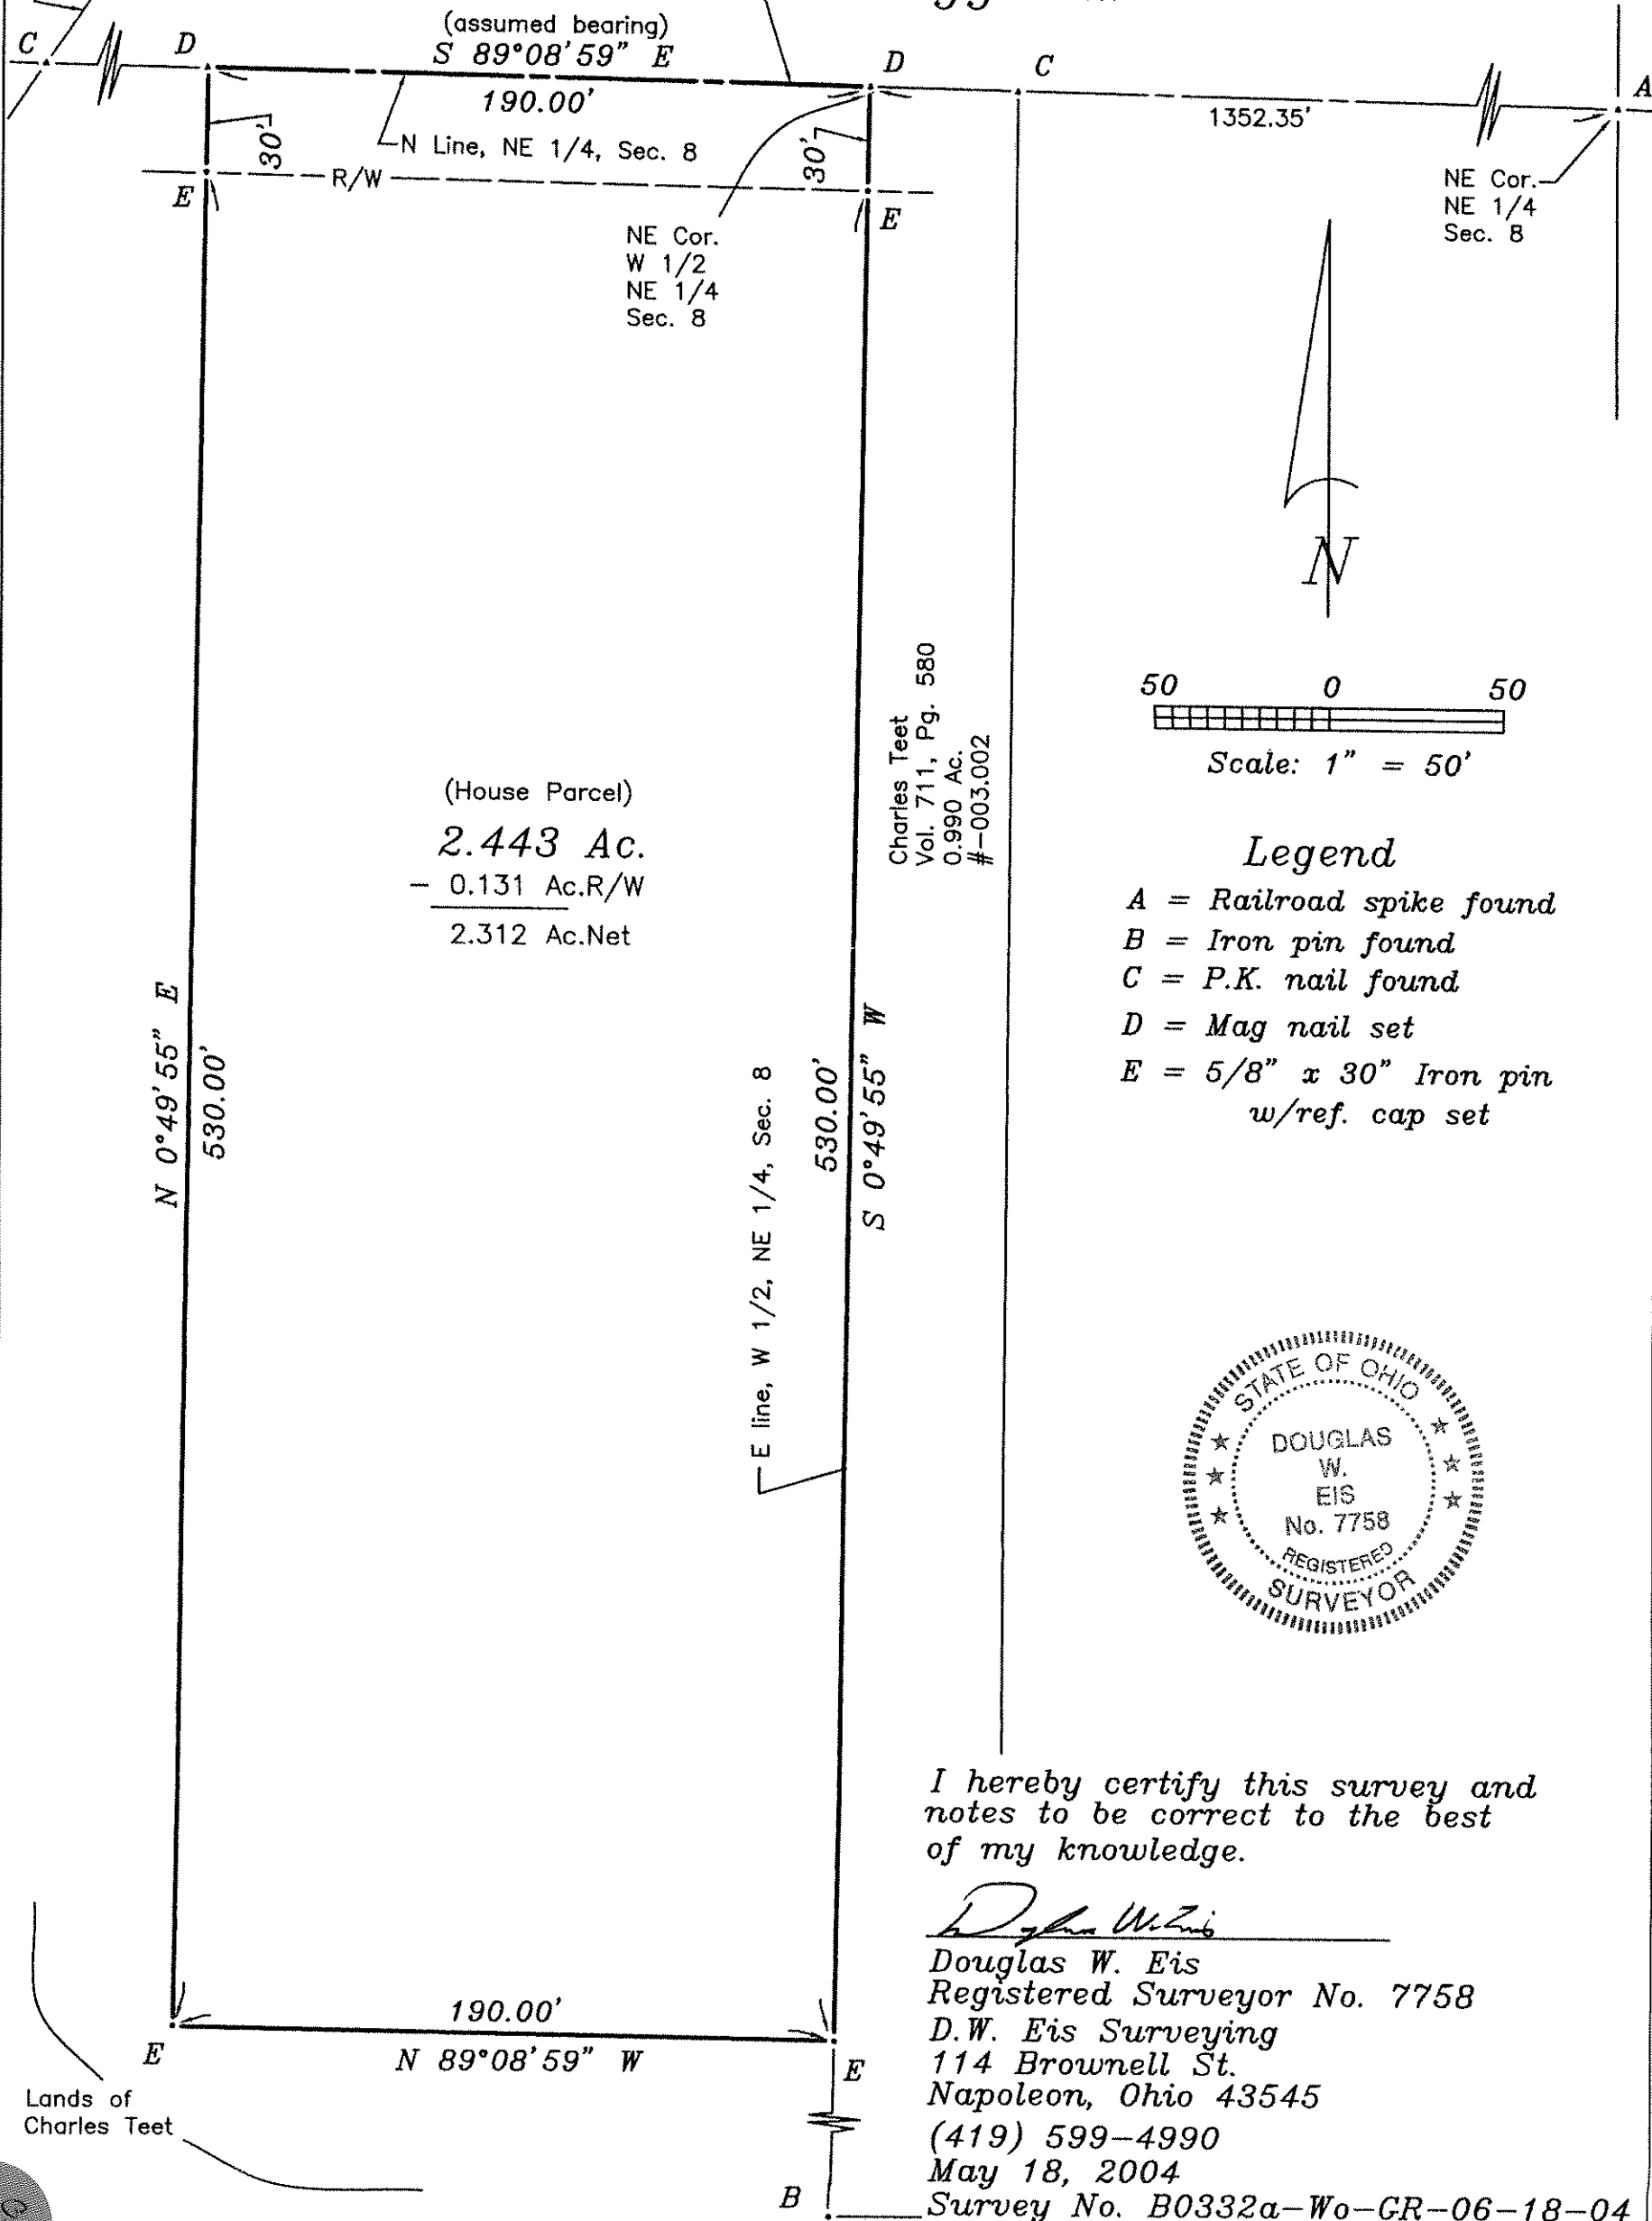 (assumed bearing)
S 89°08'59" E
190.00'
C
D
D
C
A
1352.35'
N Line, NE 1/4, Sec. 8
30'
30'
R/W
E
E
NE Cor.
W 1/2
NE 1/4
Sec. 8
NE Cor.
NE 1/4
Sec. 8
N
50 0 50
Scale: 1" = 50'
Charles Teet
Vol. 711, Pg. 580
0.990 Ac.
#-003.002
(House Parcel)
2.443 Ac.
- 0.131 Ac.R/W
2.312 Ac.Net
Legend
A = Railroad spike found
B = Iron pin found
C = P.K. nail found
D = Mag nail set
E = 5/8" x 30" Iron pin
w/ref. cap set
N 0°49'55" E
530.00'
E line, W 1/2, NE 1/4, Sec. 8
530.00'
S 0°49'55" W
STATE OF OHIO
DOUGLAS
W.
EIS
No. 7758
REGISTERED
SURVEYOR
I hereby certify this survey and
notes to be correct to the best
of my knowledge.
Douglas W. Eis
Douglas W. Eis
Registered Surveyor No. 7758
D.W. Eis Surveying
114 Brownell St.
Napoleon, Ohio 43545
(419) 599-4990
May 18, 2004
Survey No. B0332a-Wo-GR-06-18-04
190.00'
N 89°08'59" W
E
E
B
Lands of
Charles Teet